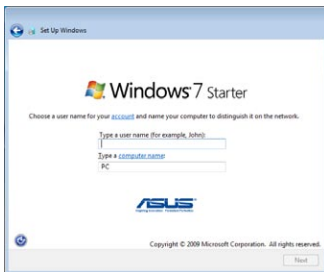 Set Up Windows
Windows 7 Starter
Choose a user name for your account and name your computer to distinguish it on the network.
Type a user name (for example, John):
Type a computer name:
PC
ASUS
Copyright © 2009 Microsoft Corporation. All rights reserved.
Next